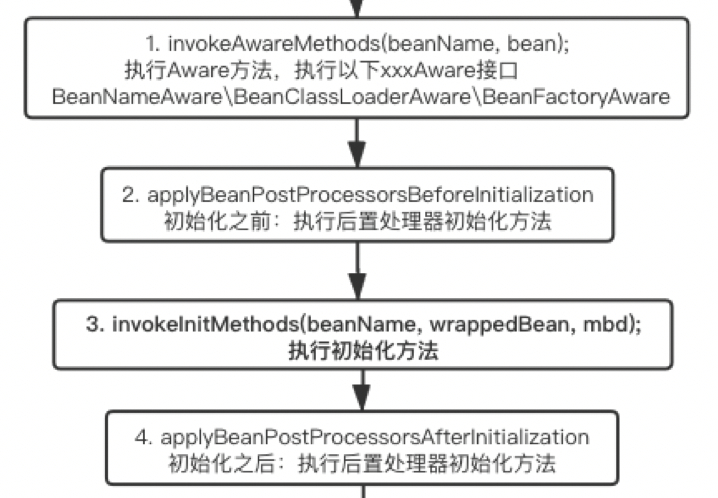 1. invokeAwareMethods(beanName, bean);
执行Aware方法，执行以下xxxAware接口
BeanNameAware\BeanClassLoaderAware\BeanFactoryAware
2. applyBeanPostProcessorsBeforeInitialization
初始化之前：执行后置处理器初始化方法
3. invokeInitMethods(beanName, wrappedBean, mbd);
执行初始化方法
4. applyBeanPostProcessorsAfterInitialization
初始化之后：执行后置处理器初始化方法